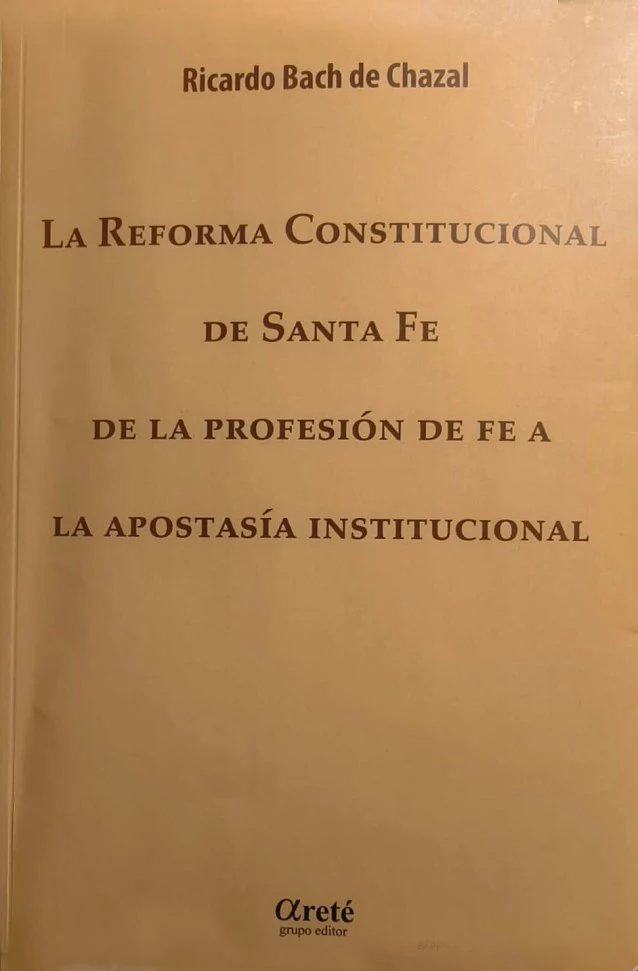 Ricardo Bach de Chazal
La Reforma Constitucional
de Santa Fe
de la profesión de fe a
la apostasía institucional
αreté
grupo editor